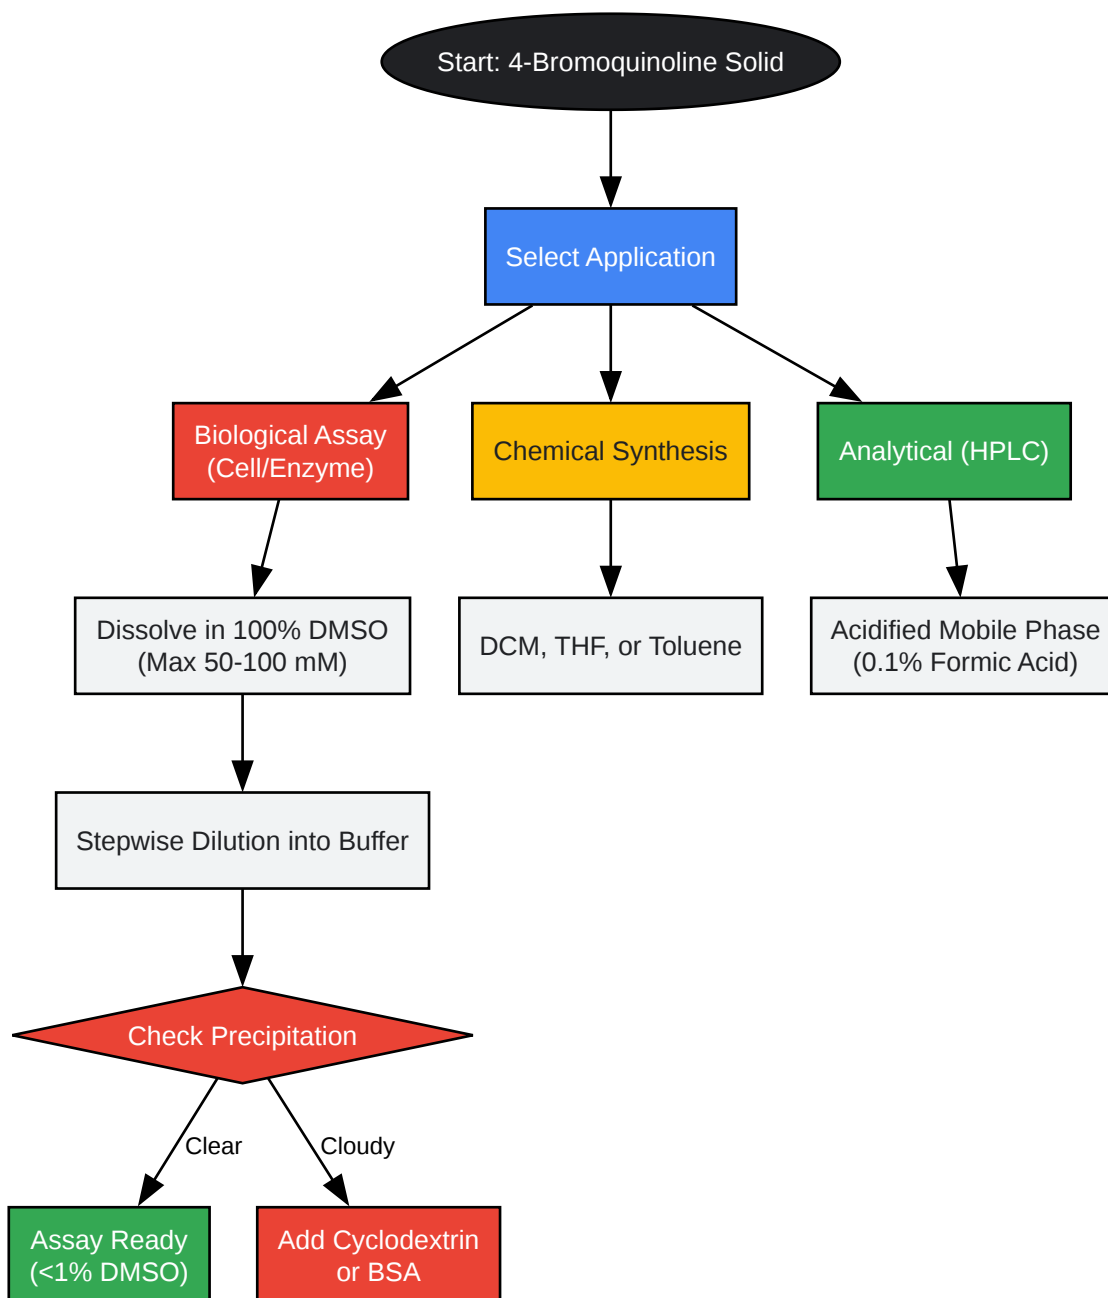 Start: 4-Bromoquinoline Solid
Select Application
Biological Assay
(Cell/Enzyme)
Chemical Synthesis
Analytical (HPLC)
Dissolve in 100% DMSO
(Max 50-100 mM)
DCM, THF, or Toluene
Acidified Mobile Phase
(0.1% Formic Acid)
Stepwise Dilution into Buffer
Check Precipitation
Clear
Cloudy
Assay Ready
(<1% DMSO)
Add Cyclodextrin
or BSA